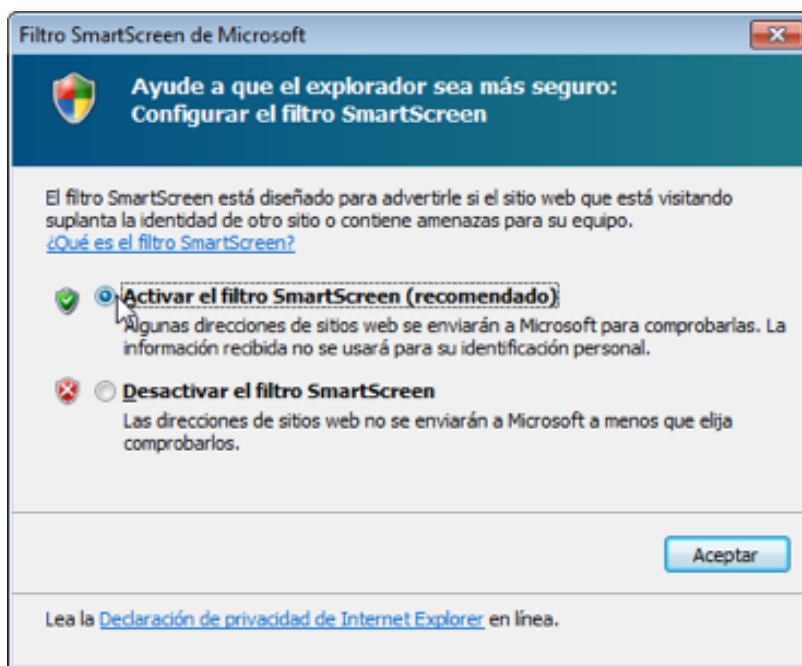 Filtro SmartScreen de Microsoft
Ayude a que el explorador sea más seguro:
Configurar el filtro SmartScreen
El filtro SmartScreen está diseñado para advertirle si el sitio web que está visitando
suplanta la identidad de otro sitio o contiene amenazas para su equipo.
¿Qué es el filtro SmartScreen?
Activar el filtro SmartScreen (recomendado)
Algunas direcciones de sitios web se enviarán a Microsoft para comprobarlas. La
información recibida no se usará para su identificación personal.
Desactivar el filtro SmartScreen
Las direcciones de sitios web no se enviarán a Microsoft a menos que elija
comprobarlos.
Aceptar
Lea la Declaración de privacidad de Internet Explorer en línea.